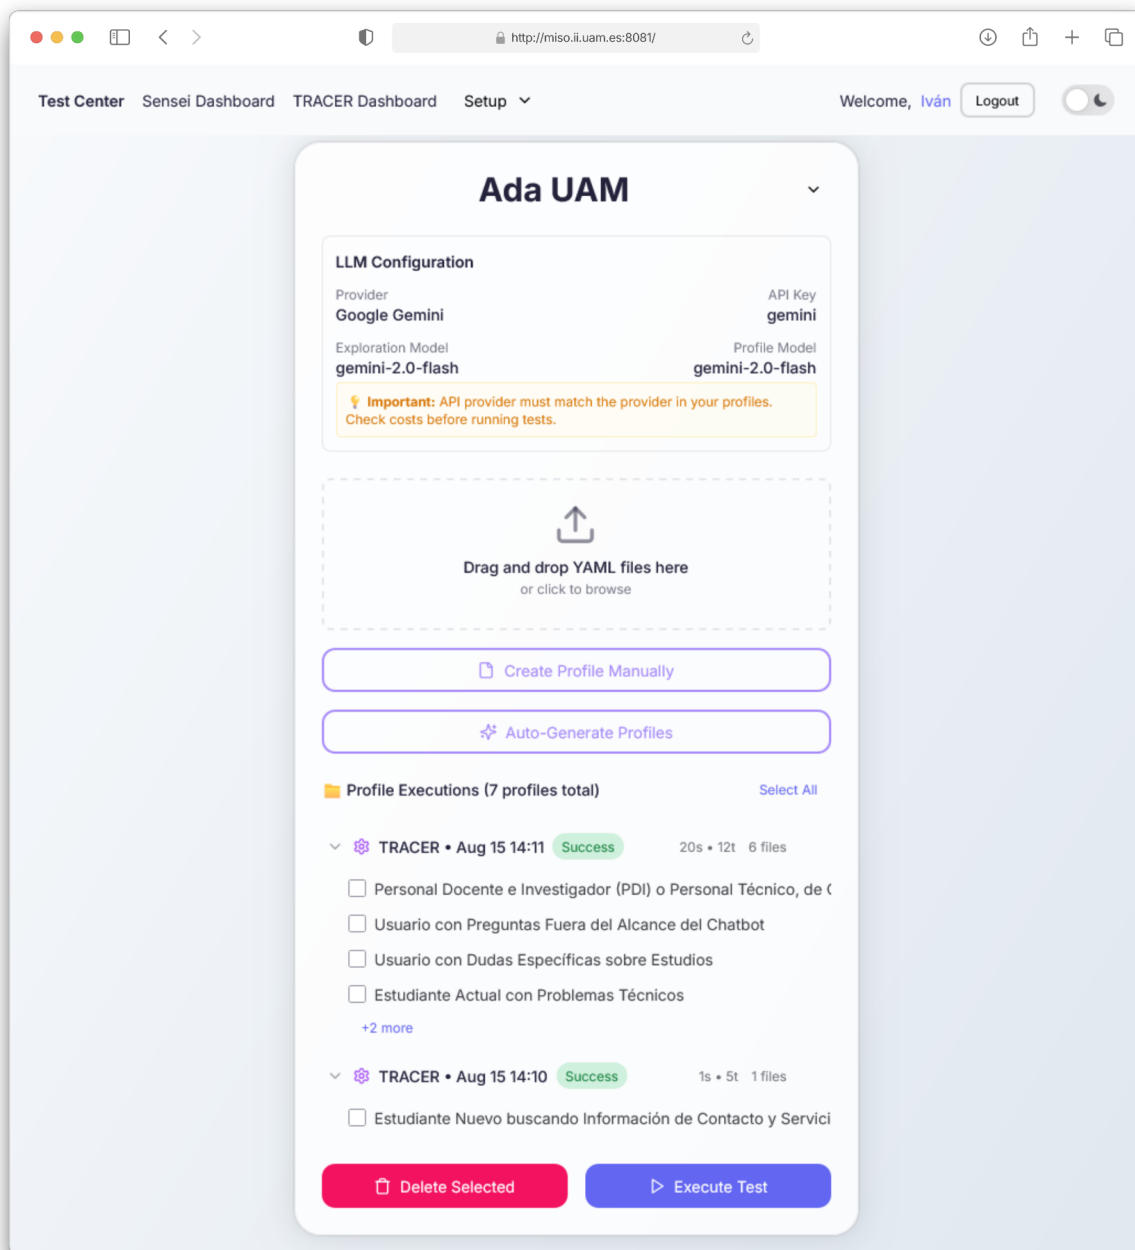 http://miso.ii.uam.es:8081/
Test Center Sensei Dashboard TRACER Dashboard Setup Welcome, Iván Logout
Ada UAM
LLM Configuration
Provider API Key
Google Gemini gemini
Exploration Model Profile Model
gemini-2.0-flash gemini-2.0-flash
💡 Important: API provider must match the provider in your profiles.
Check costs before running tests.
Drag and drop YAML files here
or click to browse
Create Profile Manually
Auto-Generate Profiles
Profile Executions (7 profiles total) Select All
TRACER • Aug 15 14:11 Success 20s • 12t 6 files
Personal Docente e Investigador (PDI) o Personal Técnico, de
Usuario con Preguntas Fuera del Alcance del Chatbot
Usuario con Dudas Específicas sobre Estudios
Estudiante Actual con Problemas Técnicos
+2 more
TRACER • Aug 15 14:10 Success 1s • 5t 1 files
Estudiante Nuevo buscando Información de Contacto y Servici
Delete Selected Execute Test